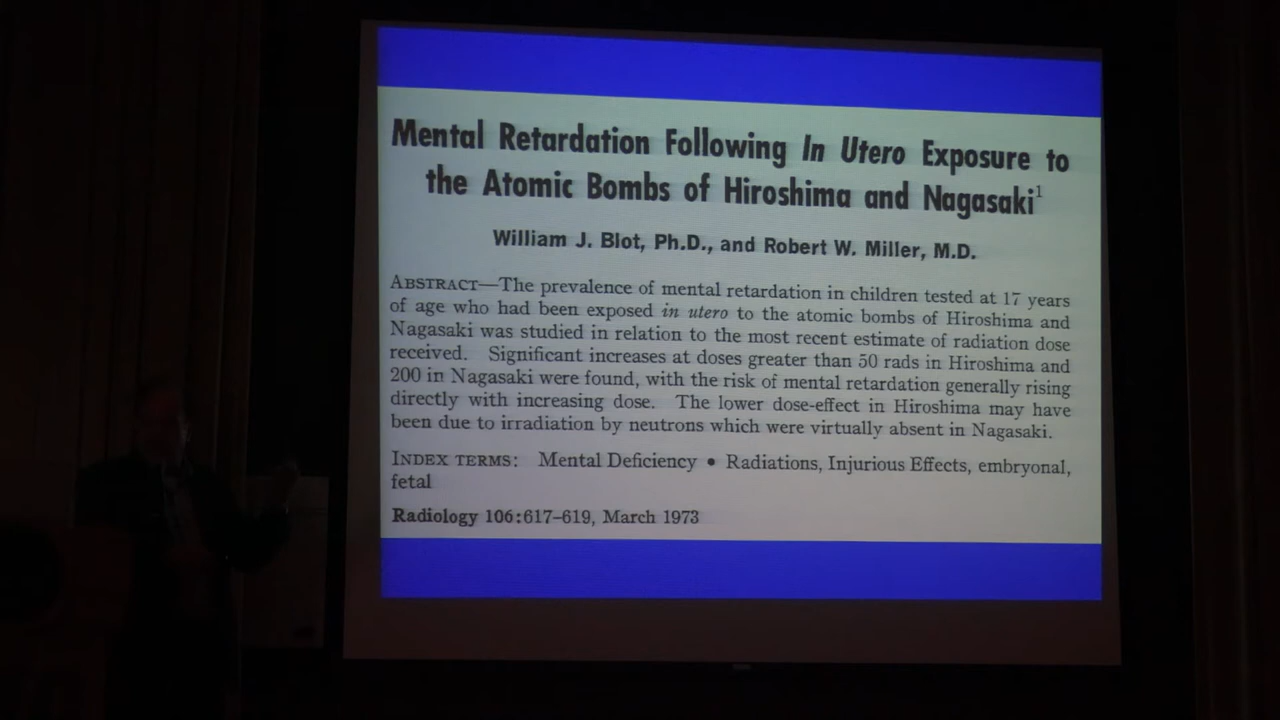 Mental Retardation Following In Utero Exposure to
the Atomic Bombs of Hiroshima and Nagasaki¹
William J. Blot, Ph.D., and Robert W. Miller, M.D.
ABSTRACT—The prevalence of mental retardation in children tested at 17 years
of age who had been exposed in utero to the atomic bombs of Hiroshima and
Nagasaki was studied in relation to the most recent estimate of radiation dose
received. Significant increases at doses greater than 50 rads in Hiroshima and
200 in Nagasaki were found, with the risk of mental retardation generally rising
directly with increasing dose. The lower dose-effect in Hiroshima may have
been due to irradiation by neutrons which were virtually absent in Nagasaki.
INDEX TERMS: Mental Deficiency • Radiations, Injurious Effects, embryonal,
fetal
Radiology 106:617–619, March 1973